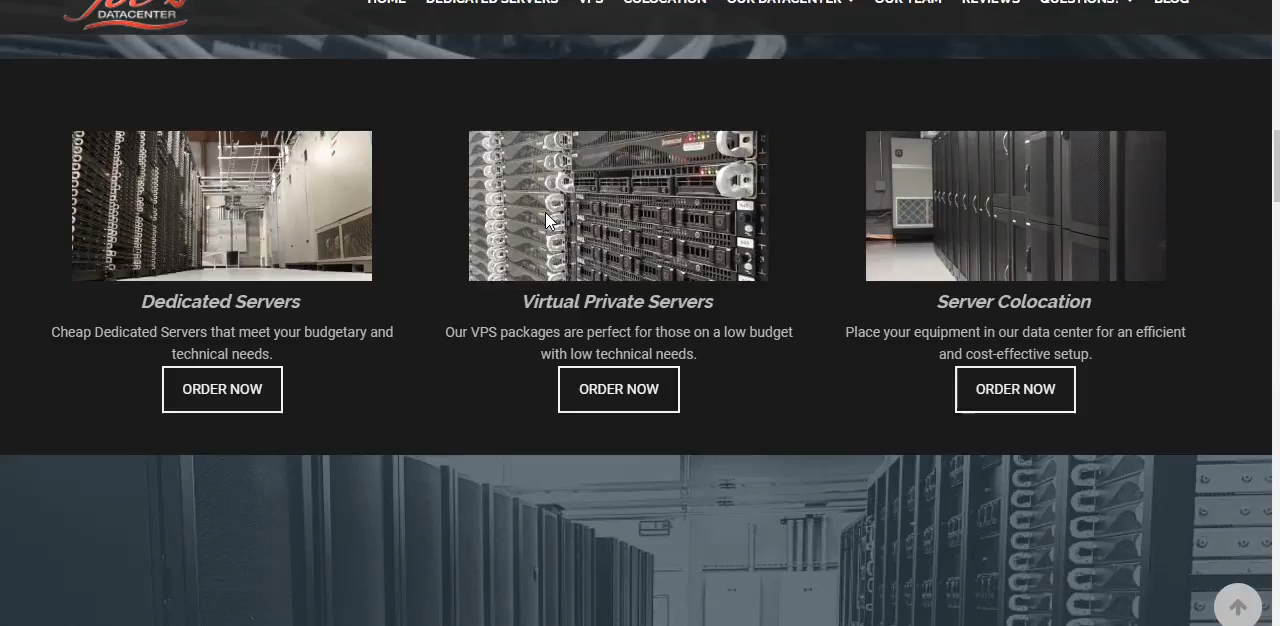 Joe's
DATACENTER
HOME DEDICATED SERVERS VPS COLOCATION OUR DATACENTER OUR TEAM REVIEWS QUESTIONS? BLOG
Dedicated Servers
Cheap Dedicated Servers that meet your budgetary and
technical needs.
ORDER NOW
Virtual Private Servers
Our VPS packages are perfect for those on a low budget
with low technical needs.
ORDER NOW
Server Colocation
Place your equipment in our data center for an efficient
and cost-effective setup.
ORDER NOW